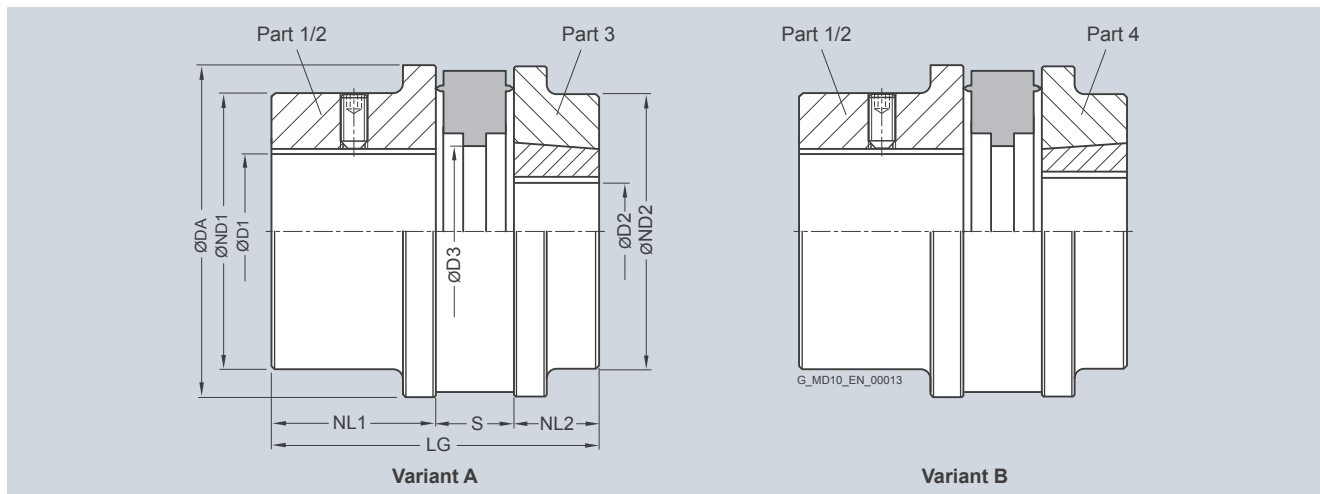 Part 1/2
Part 3
Part 1/2
Part 4
ØDA
ØND1
ØD1
ØD3
ØD2
ØND2
G_MD10_EN_00013
NL1
S
NL2
LG
Variant A
Variant B